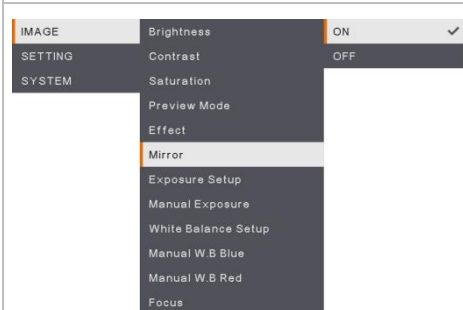 IMAGE
SETTING
SYSTEM
Brightness
Contrast
Saturation
Preview Mode
Effect
Mirror
Exposure Setup
Manual Exposure
White Balance Setup
Manual W.B Blue
Manual W.B Red
Focus
ON
OFF